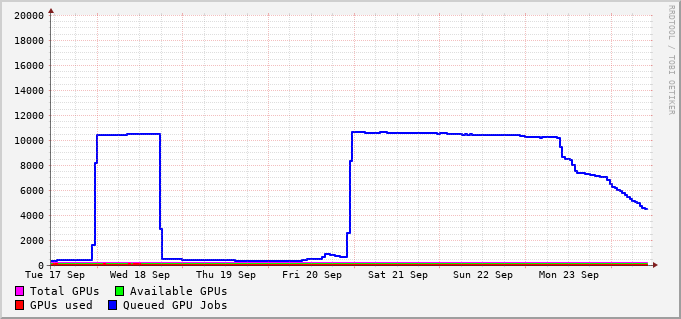 RRDTOOL / TOBI OETIKER
20000
18000
16000
14000
12000
10000
8000
6000
4000
2000
0
Tue 17 Sep Wed 18 Sep Thu 19 Sep Fri 20 Sep Sat 21 Sep Sun 22 Sep Mon 23 Sep
Total GPUs Available GPUs
GPUs used Queued GPU Jobs